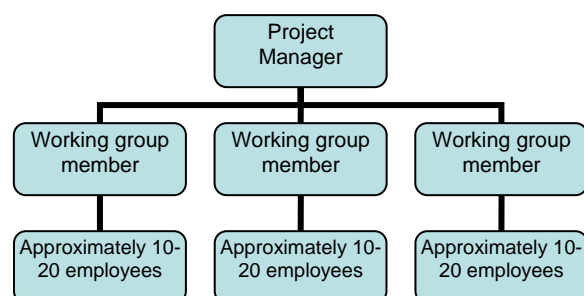 Project
Manager
Working group
member
Working group
member
Working group
member
Approximately 10-
20 employees
Approximately 10-
20 employees
Approximately 10-
20 employees